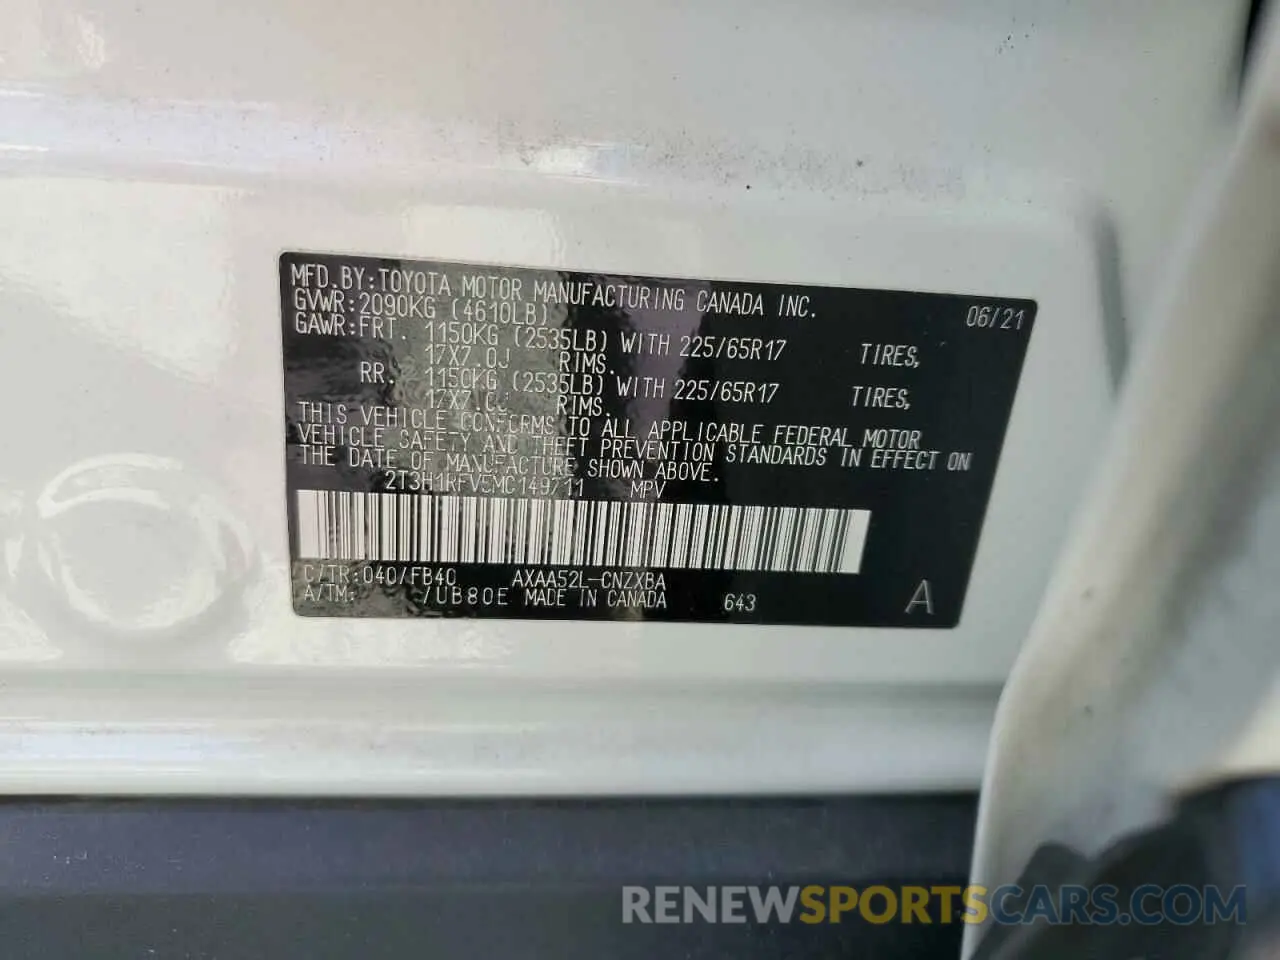 MFD.BY:TOYOTA MOTOR MANUFACTURING CANADA INC. 06/21
GVWR:2090KG (4610LB)
GAWR:FRT. 1150KG (2535LB) WITH 225/65R17 TIRES,
17X7.0J RIMS.
RR. 1150KG (2535LB) WITH 225/65R17 TIRES,
17X7.0J RIMS.
THIS VEHICLE CONFORMS TO ALL APPLICABLE FEDERAL MOTOR
VEHICLE SAFETY AND THEFT PREVENTION STANDARDS IN EFFECT ON
THE DATE OF MANUFACTURE SHOWN ABOVE.
2T3H1RFV5MC149711 MPV
C/TR:040/FB40 AXAA52L-CNZXBA
A/TM: /UB80E MADE IN CANADA 643 A
RENEWSPORTSCARS.COM